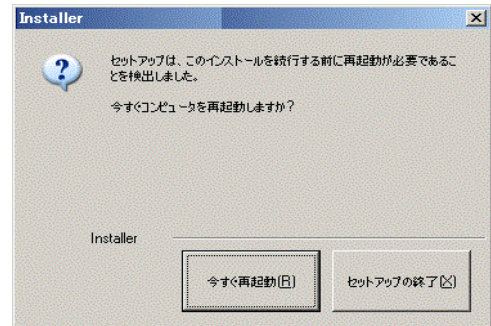 Installer
セットアップは、このインストールを続行する前に再起動が必要であるこ
とを検出しました。
今すぐコンピュータを再起動しますか?
Installer
今すぐ再起動(R)
セットアップの終了(X)